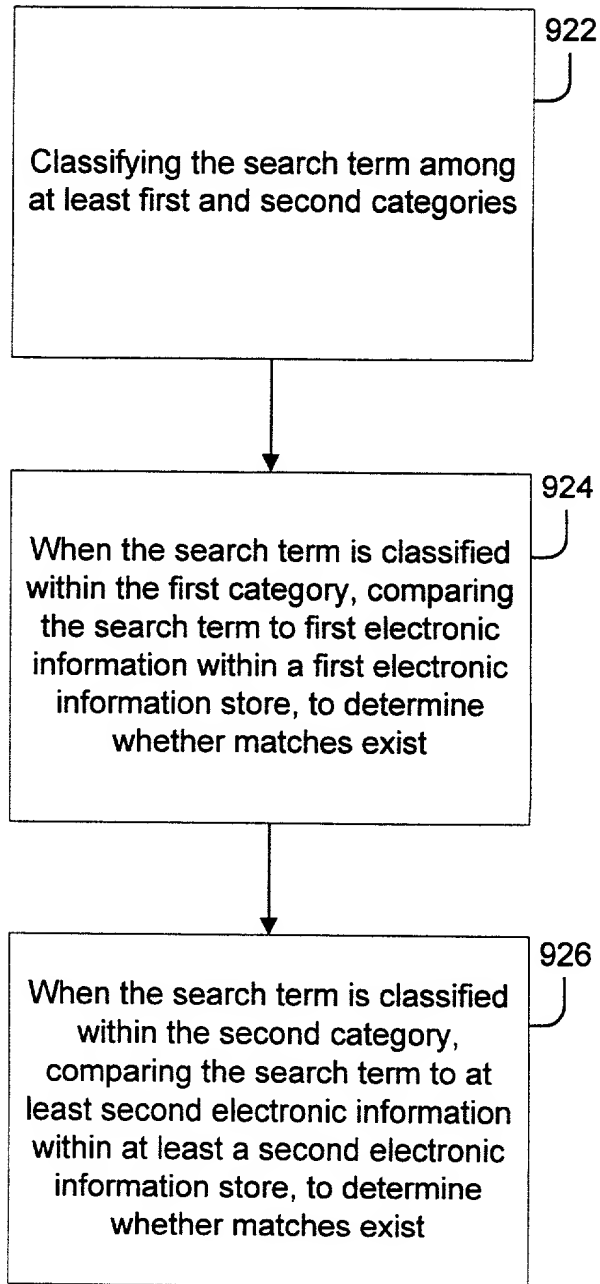 922
Classifying the search term among
at least first and second categories
924
When the search term is classified
within the first category, comparing
the search term to first electronic
information within a first electronic
information store, to determine
whether matches exist
926
When the search term is classified
within the second category,
comparing the search term to at
least second electronic information
within at least a second electronic
information store, to determine
whether matches exist